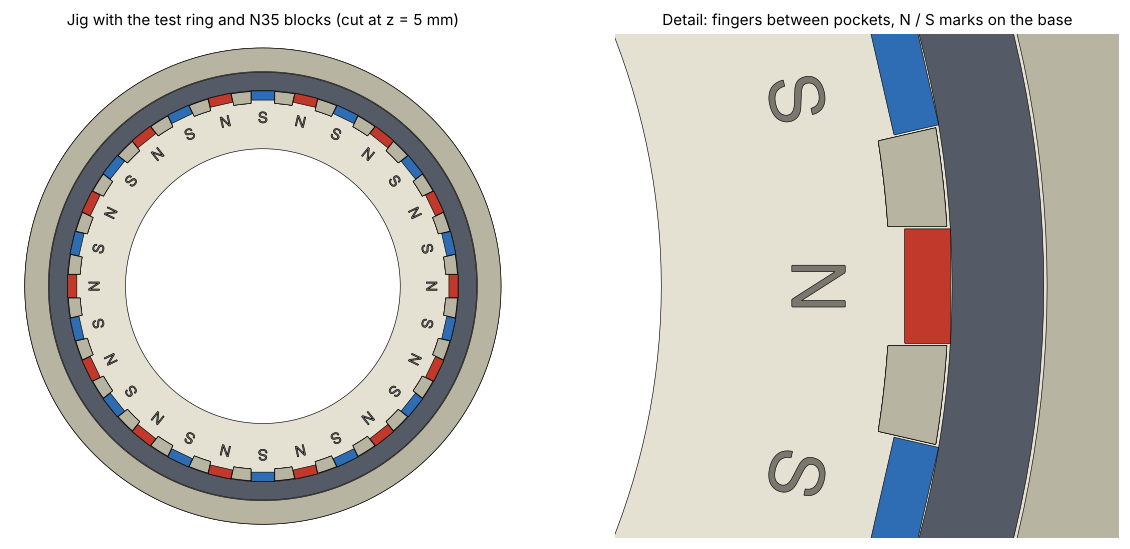 Jig with the test ring and N35 blocks (cut at z = 5 mm)
N S N
S S
N N
S S
N N
S S
N N
S S
N N
S S
N N
S S
N S N
Detail: fingers between pockets, N / S marks on the base
S
N
S